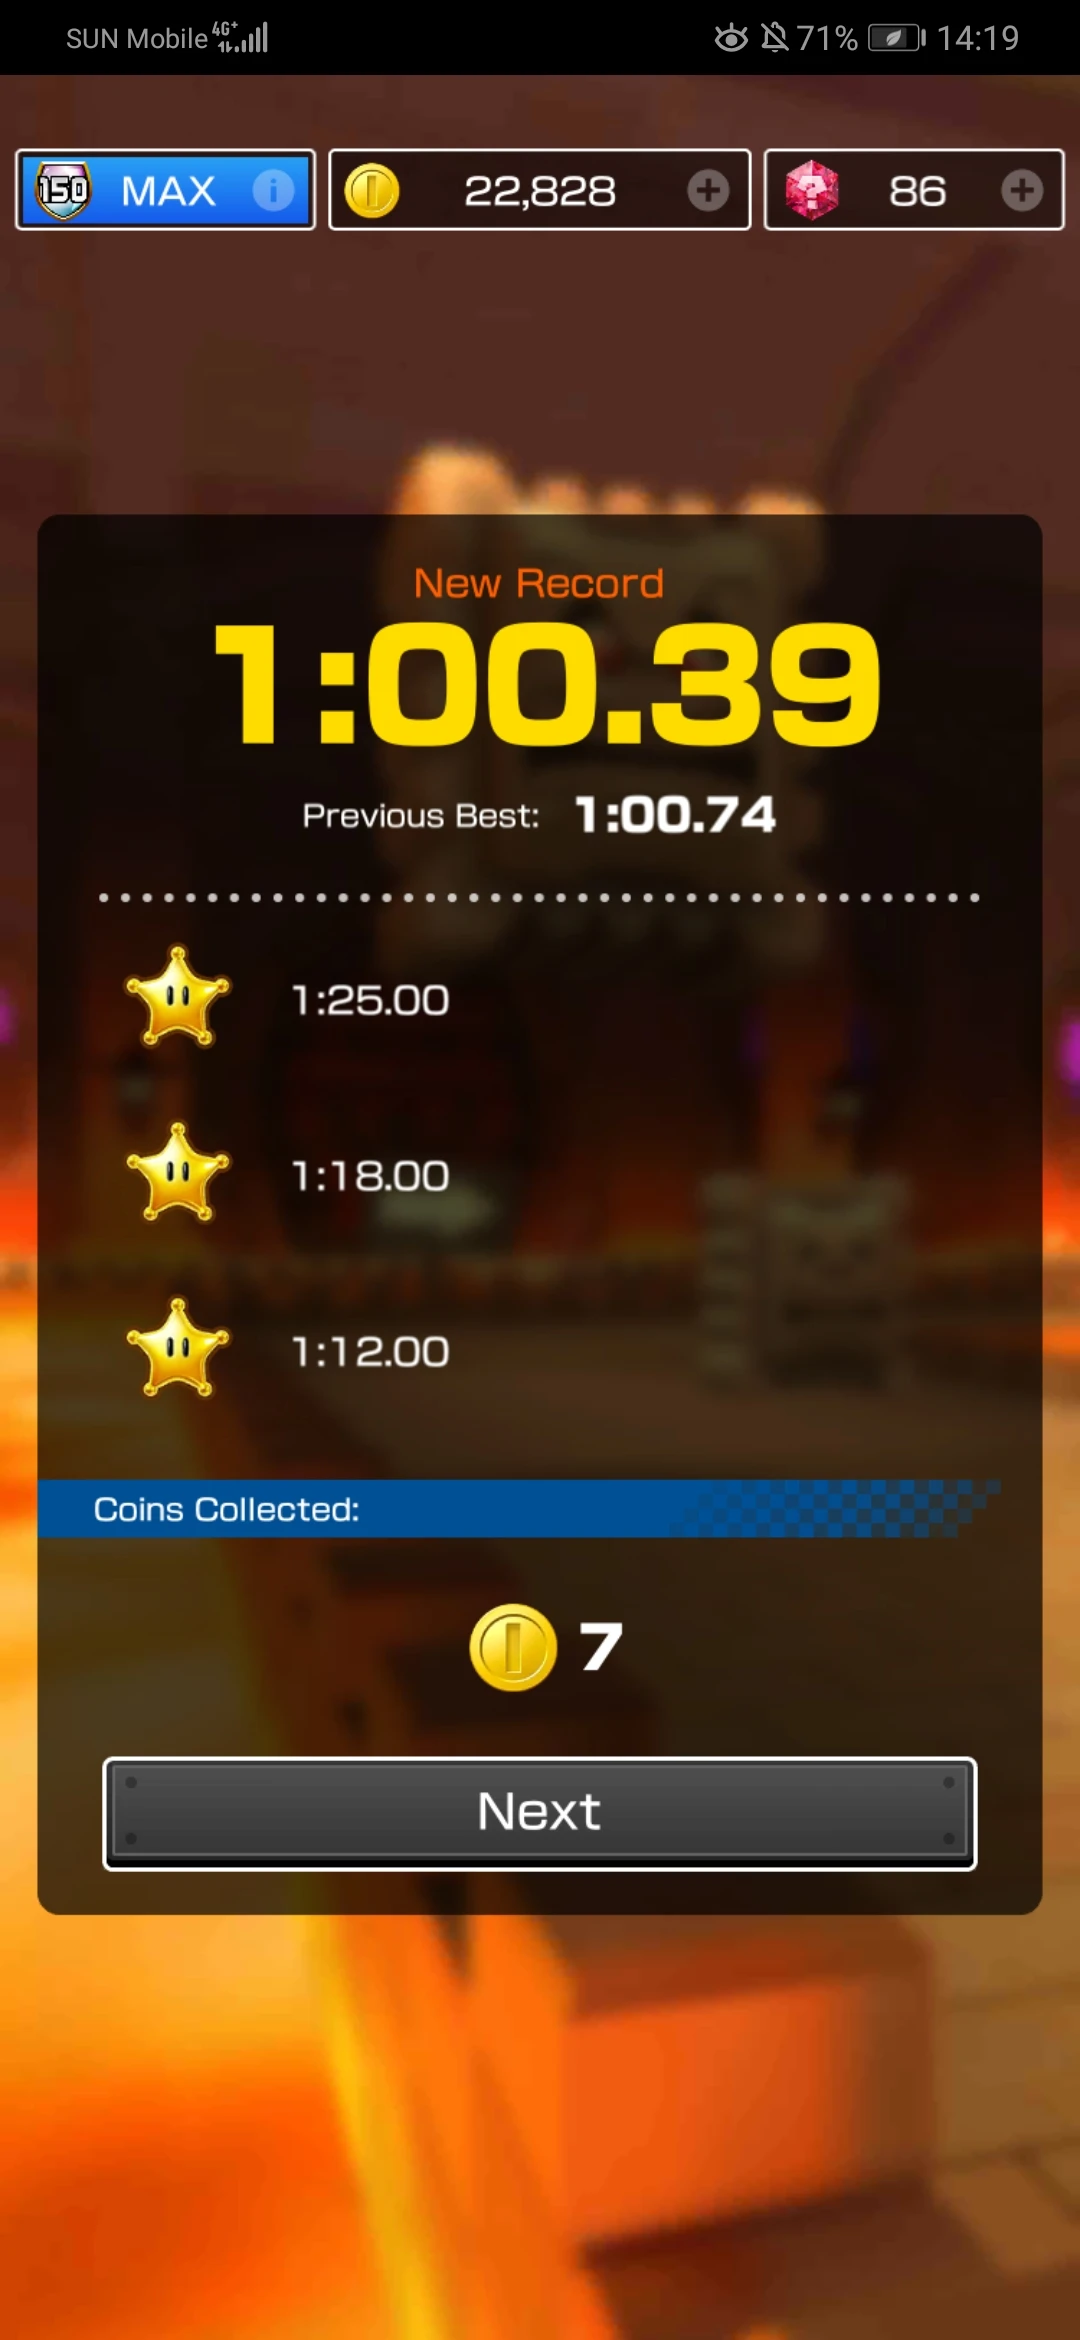 SUN Mobile 4G+ 71% 14:19
150 MAX i 22,828 + 86 +
New Record
1:00.39
Previous Best: 1:00.74
1:25.00
1:18.00
1:12.00
Coins Collected:
7
Next